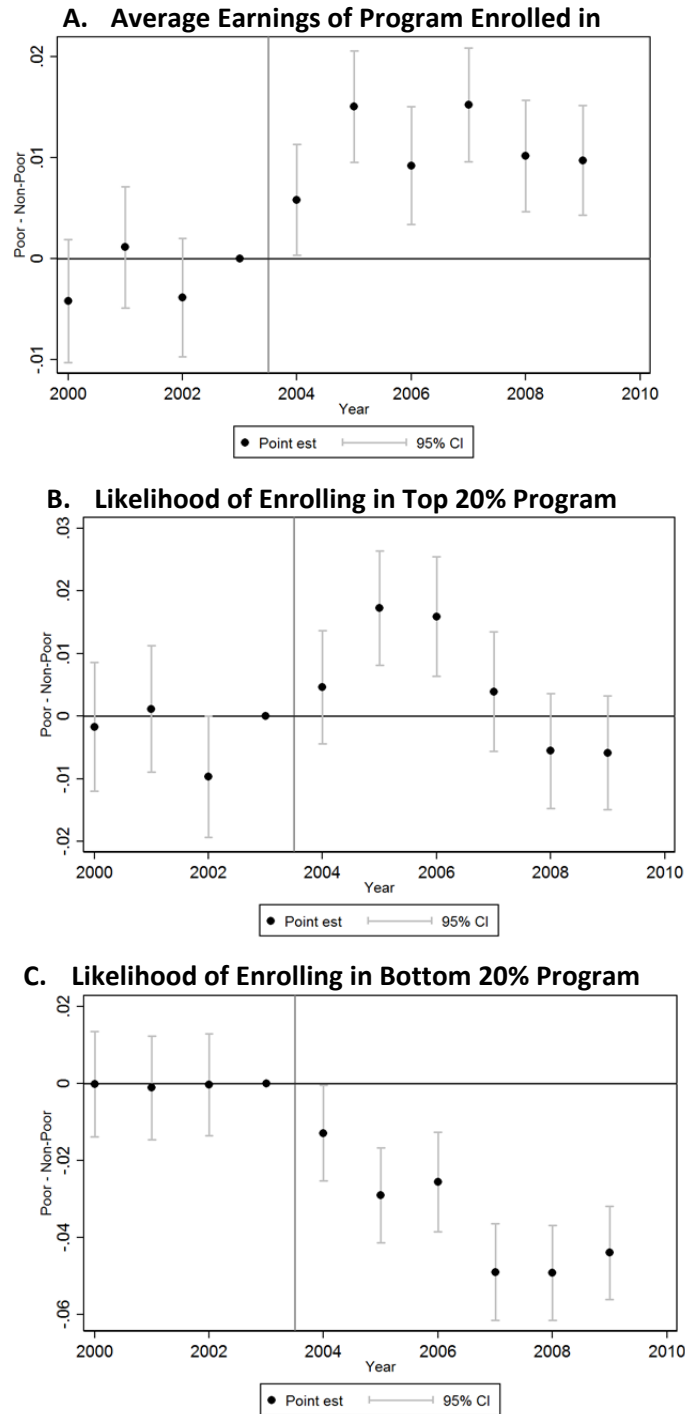 A. Average Earnings of Program Enrolled in
.02
.01
0
-.01
Poor - Non-Poor
2000 2002 2004 2006 2008 2010
Year
Point est 95% CI
B. Likelihood of Enrolling in Top 20% Program
.03
.02
.01
0
-.01
-.02
Poor - Non-Poor
2000 2002 2004 2006 2008 2010
Year
Point est 95% CI
C. Likelihood of Enrolling in Bottom 20% Program
.02
0
-.02
-.04
-.06
Poor - Non-Poor
2000 2002 2004 2006 2008 2010
Year
Point est 95% CI